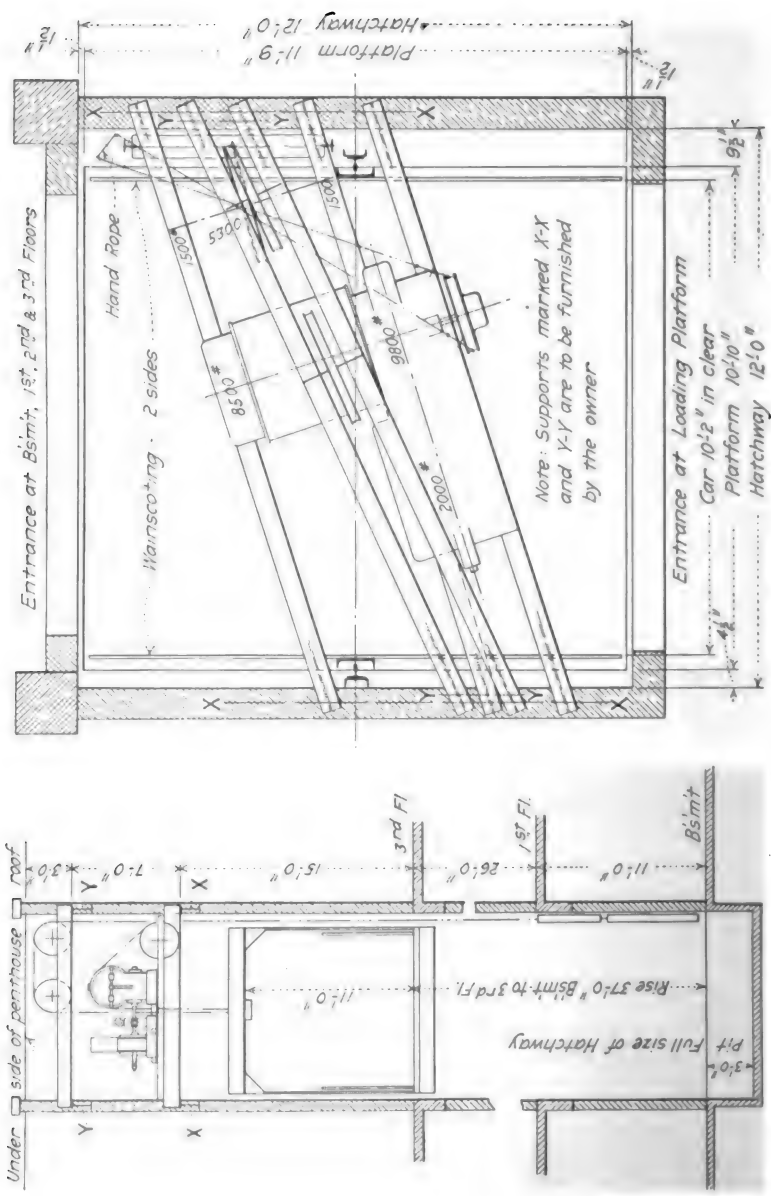 Hatchway 12'-0"
Platform 11'-9"
1½"
1½"
Entrance at Bs'm't, 1st, 2nd & 3rd Floors
X
Y
Y
X
Hand Rope
Wainscoting - 2 sides
1500#
5300#
1500#
8500#
9800#
2000#
Note: Supports marked X-X
and Y-Y are to be furnished
by the owner
X
Y
Y
X
Entrance at Loading Platform
Car 10'-2" in clear
4½"
9½"
Platform 10'-10"
Hatchway 12'-0"
Under side of penthouse roof
3'-0"
Y
Y
7'-0"
X
X
15'-0"
11'-0"
3rd Fl.
26'-0"
1st Fl.
11'-0"
Rise 37'-0" Bs'm't to 3rd Fl.
Full size of Hatchway
Pit
3'-0"
Bs'm't